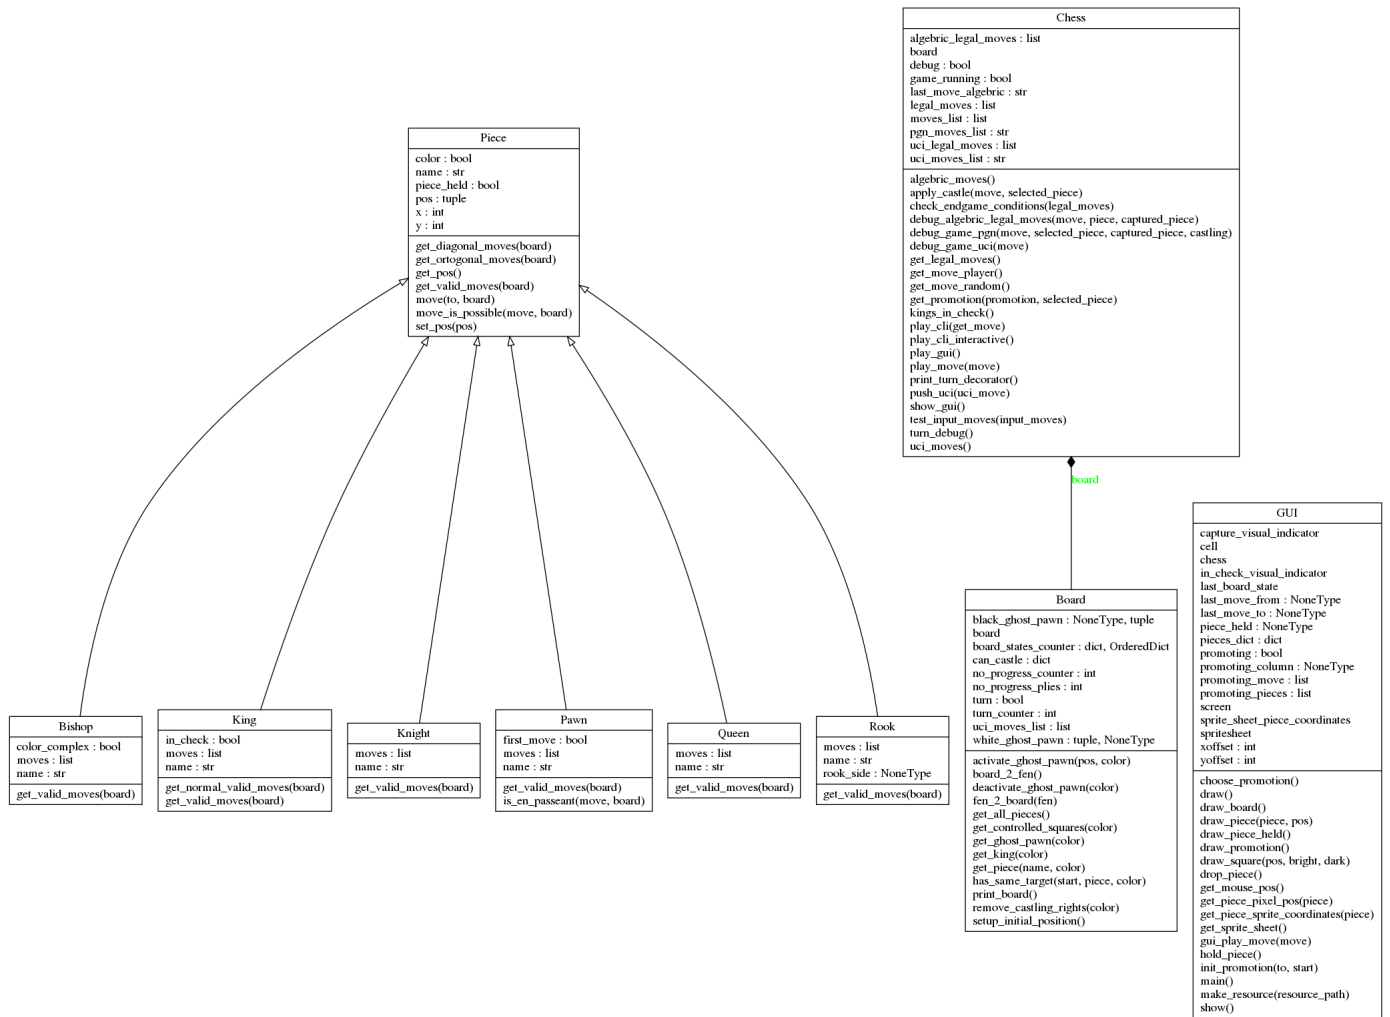 Chess
algebric_legal_moves : list
board
debug : bool
game_running : bool
last_move_algebric : str
legal_moves : list
moves_list : list
pgn_moves_list : str
uci_legal_moves : list
uci_moves_list : str
algebric_moves()
apply_castle(move, selected_piece)
check_endgame_conditions(legal_moves)
debug_algebric_legal_moves(move, piece, captured_piece)
debug_game_pgn(move, selected_piece, captured_piece, castling)
debug_game_uci(move)
get_legal_moves()
get_move_player()
get_move_random()
get_promotion(promotion, selected_piece)
kings_in_check()
play_cli(get_move)
play_cli_interactive()
play_gui()
play_move(move)
print_turn_decorator()
push_uci(uci_move)
show_gui()
test_input_moves(input_moves)
turn_debug()
uci_moves()
Piece
color : bool
name : str
piece_held : bool
pos : tuple
x : int
y : int
get_diagonal_moves(board)
get_ortogonal_moves(board)
get_pos()
get_valid_moves(board)
move(to, board)
move_is_possible(move, board)
set_pos(pos)
board
Bishop
color_complex : bool
moves : list
name : str
get_valid_moves(board)
King
in_check : bool
moves : list
name : str
get_normal_valid_moves(board)
get_valid_moves(board)
Knight
moves : list
name : str
get_valid_moves(board)
Pawn
first_move : bool
moves : list
name : str
get_valid_moves(board)
is_en_passeant(move, board)
Queen
moves : list
name : str
get_valid_moves(board)
Rook
moves : list
name : str
rook_side : NoneType
get_valid_moves(board)
Board
black_ghost_pawn : NoneType, tuple
board
board_states_counter : dict, OrderedDict
can_castle : dict
no_progress_counter : int
no_progress_plies : int
turn : bool
turn_counter : int
uci_moves_list : list
white_ghost_pawn : tuple, NoneType
activate_ghost_pawn(pos, color)
board_2_fen()
deactivate_ghost_pawn(color)
fen_2_board(fen)
get_all_pieces()
get_controlled_squares(color)
get_ghost_pawn(color)
get_king(color)
get_piece(name, color)
has_same_target(start, piece, color)
print_board()
remove_castling_rights(color)
setup_initial_position()
GUI
capture_visual_indicator
cell
chess
in_check_visual_indicator
last_board_state
last_move_from : NoneType
last_move_to : NoneType
piece_held : NoneType
pieces_dict : dict
promoting : bool
promoting_column : NoneType
promoting_move : list
promoting_pieces : list
screen
sprite_sheet_piece_coordinates
spritesheet
xoffset : int
yoffset : int
choose_promotion()
draw()
draw_board()
draw_piece(piece, pos)
draw_piece_held()
draw_promotion()
draw_square(pos, bright, dark)
drop_piece()
get_mouse_pos()
get_piece_pixel_pos(piece)
get_piece_sprite_coordinates(piece)
get_sprite_sheet()
gui_play_move(move)
hold_piece()
init_promotion(to, start)
main()
make_resource(resource_path)
show()